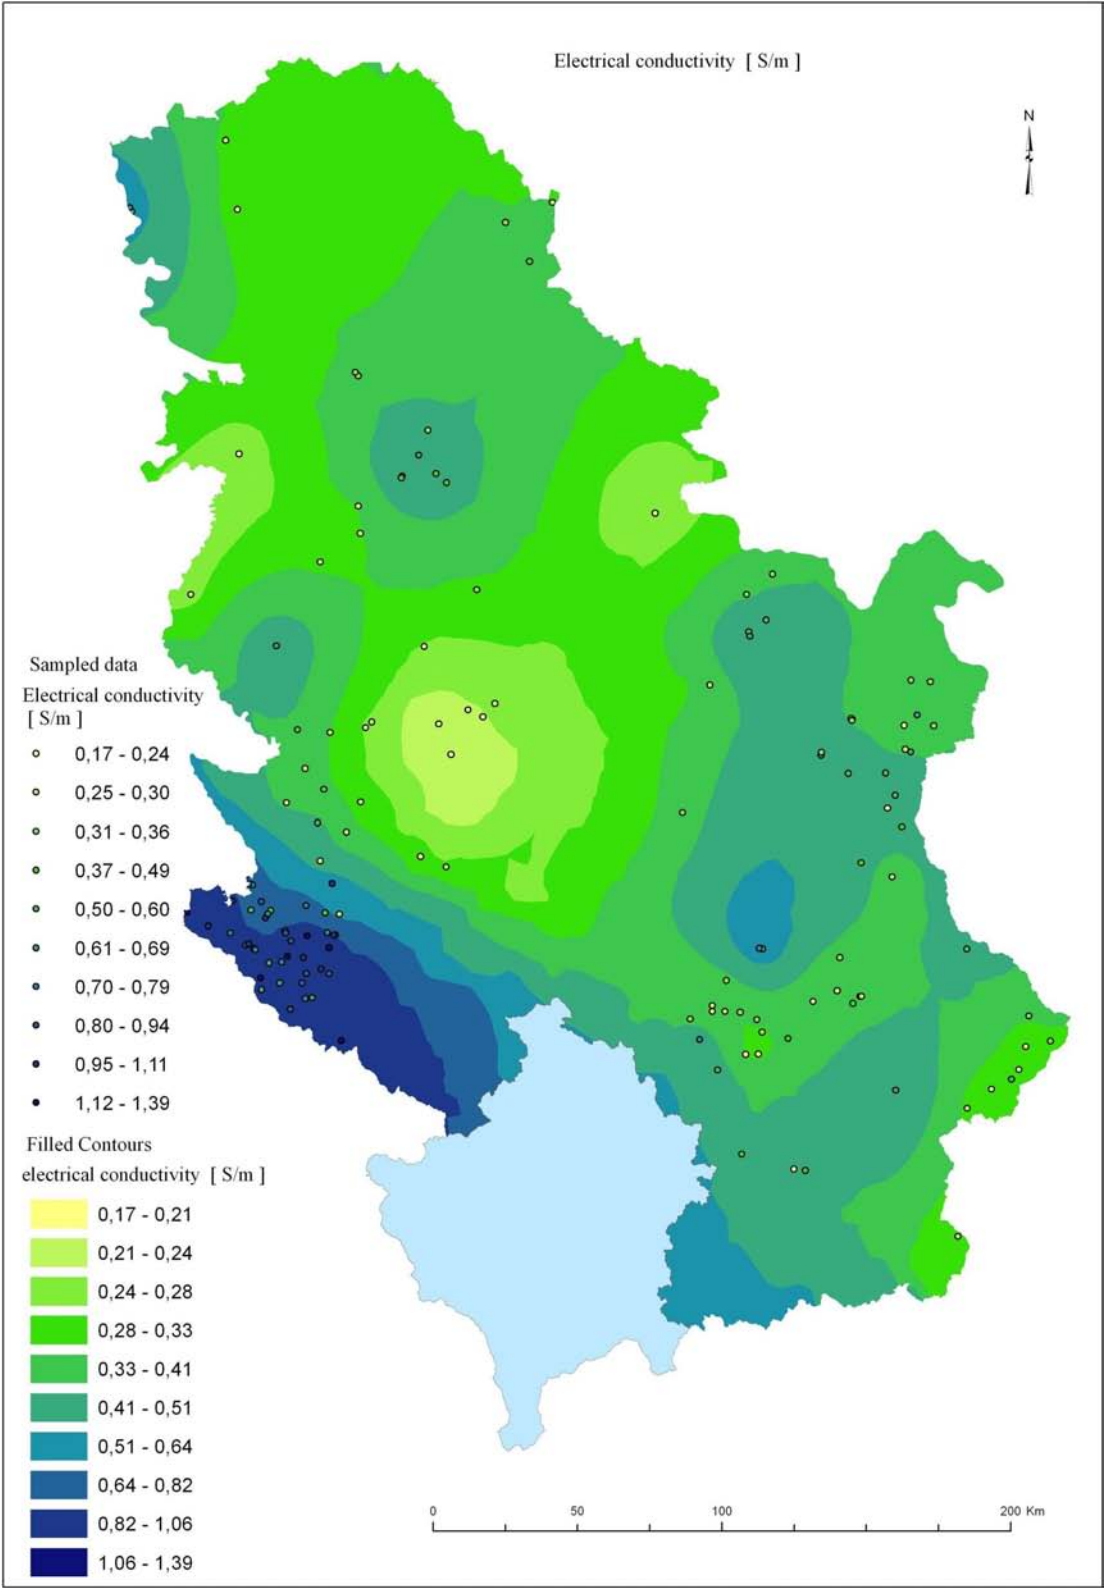 Electrical conductivity [ S/m ]
N
Sampled data
Electrical conductivity
[ S/m ]
0,17 - 0,24
0,25 - 0,30
0,31 - 0,36
0,37 - 0,49
0,50 - 0,60
0,61 - 0,69
0,70 - 0,79
0,80 - 0,94
0,95 - 1,11
1,12 - 1,39
Filled Contours
electrical conductivity [ S/m ]
0,17 - 0,21
0,21 - 0,24
0,24 - 0,28
0,28 - 0,33
0,33 - 0,41
0,41 - 0,51
0,51 - 0,64
0,64 - 0,82
0,82 - 1,06
1,06 - 1,39
0 50 100 200 Km